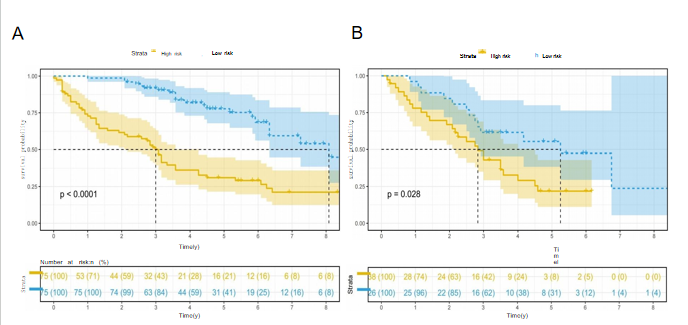 A
B
Strata High risk Low risk
Strata High risk Low risk
1.00
0.75
0.50
0.25
0.00
p < 0.0001
0 1 2 3 4 5 6 7 8
Time(y)
1.00
0.75
0.50
0.25
0.00
p = 0.028
0 1 2 3 4 5 6 7 8
Ti
m
e(
Number at risk:n (%)
Strata
75 (100) 53 (71) 44 (59) 32 (43) 21 (28) 16 (21) 12 (16) 6 (8) 6 (8)
75 (100) 75 (100) 74 (99) 63 (84) 44 (59) 31 (41) 19 (25) 12 (16) 6 (8)
0 1 2 3 4 5 6 7 8
Time(y)
Strata
38 (100) 28 (74) 24 (63) 16 (42) 9 (24) 3 (8) 2 (5) 0 (0) 0 (0)
26 (100) 25 (96) 22 (85) 16 (62) 10 (38) 8 (31) 3 (12) 1 (4) 1 (4)
0 1 2 3 4 5 6 7 8
Time(y)